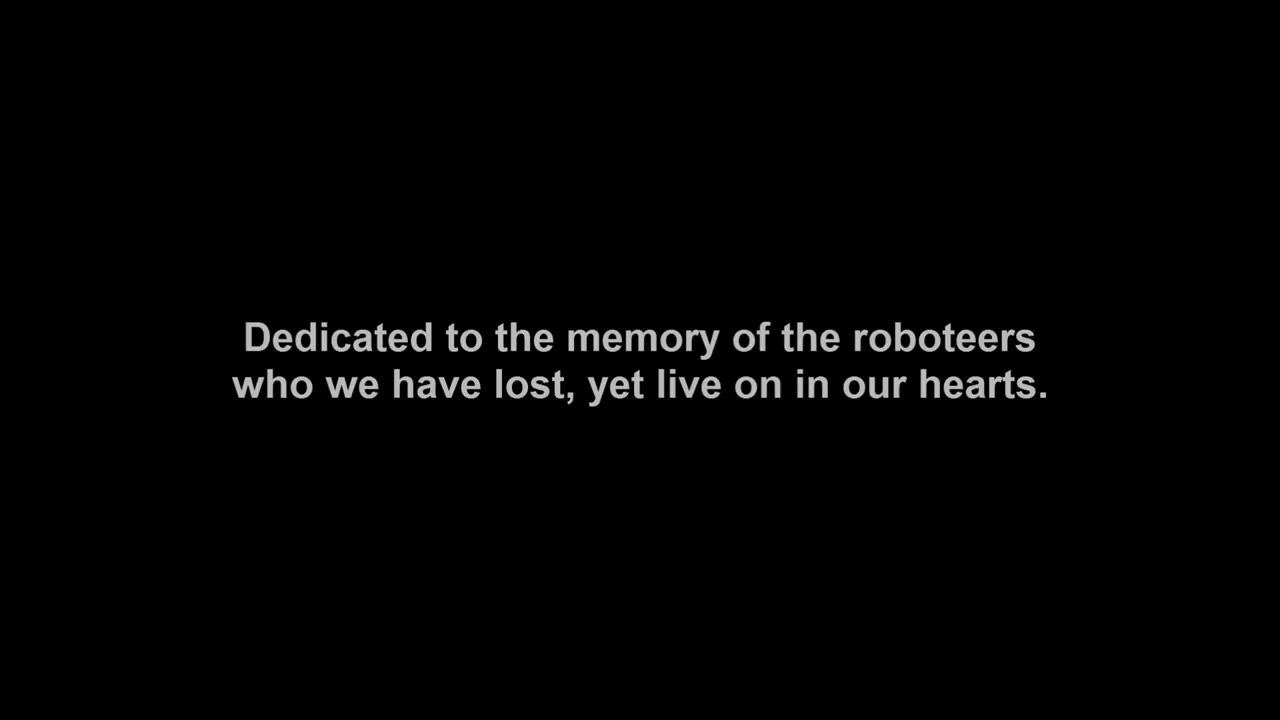 Dedicated to the memory of the roboteers
who we have lost, yet live on in our hearts.